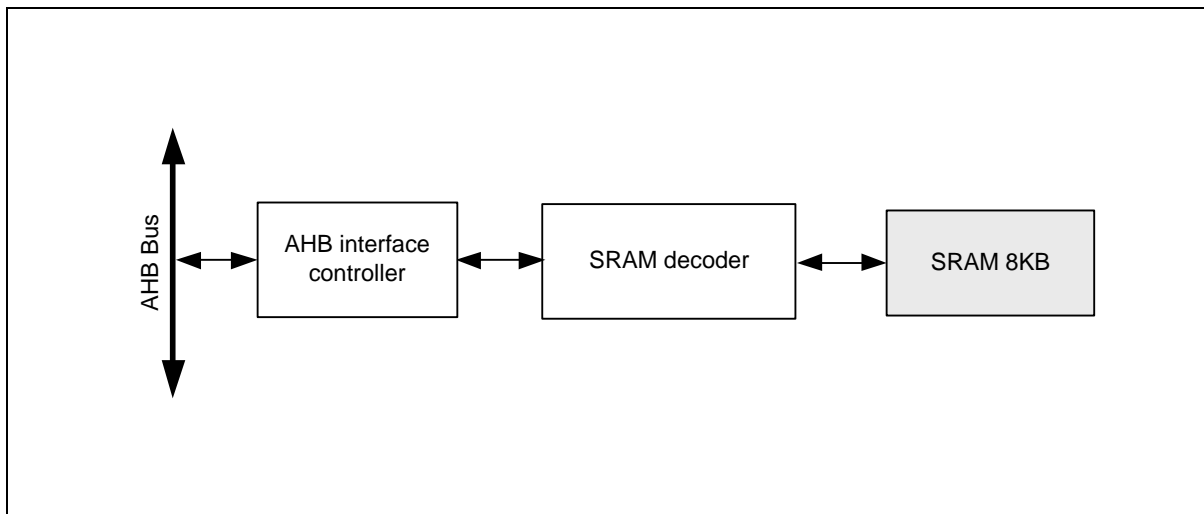 AHB Bus
AHB interface
controller
SRAM decoder
SRAM 8KB